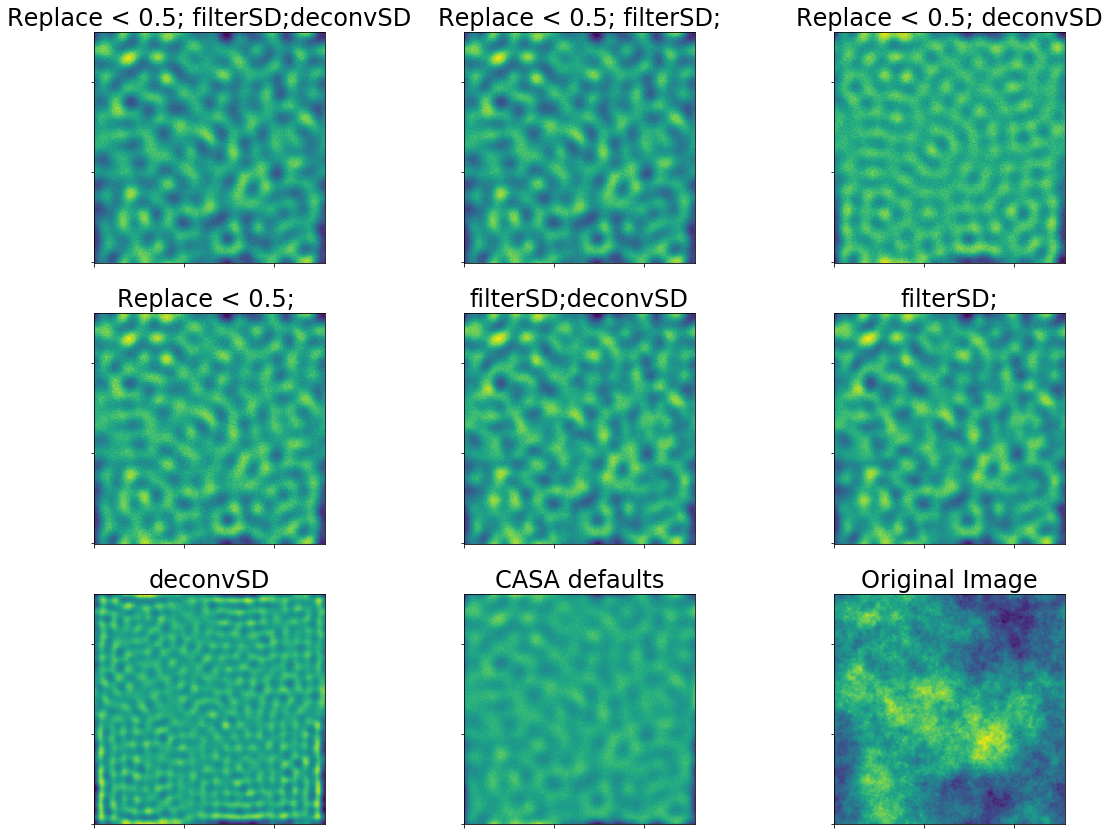 Replace < 0.5; filterSD;deconvSD
Replace < 0.5; filterSD;
Replace < 0.5; deconvSD
Replace < 0.5;
filterSD;deconvSD
filterSD;
deconvSD
CASA defaults
Original Image